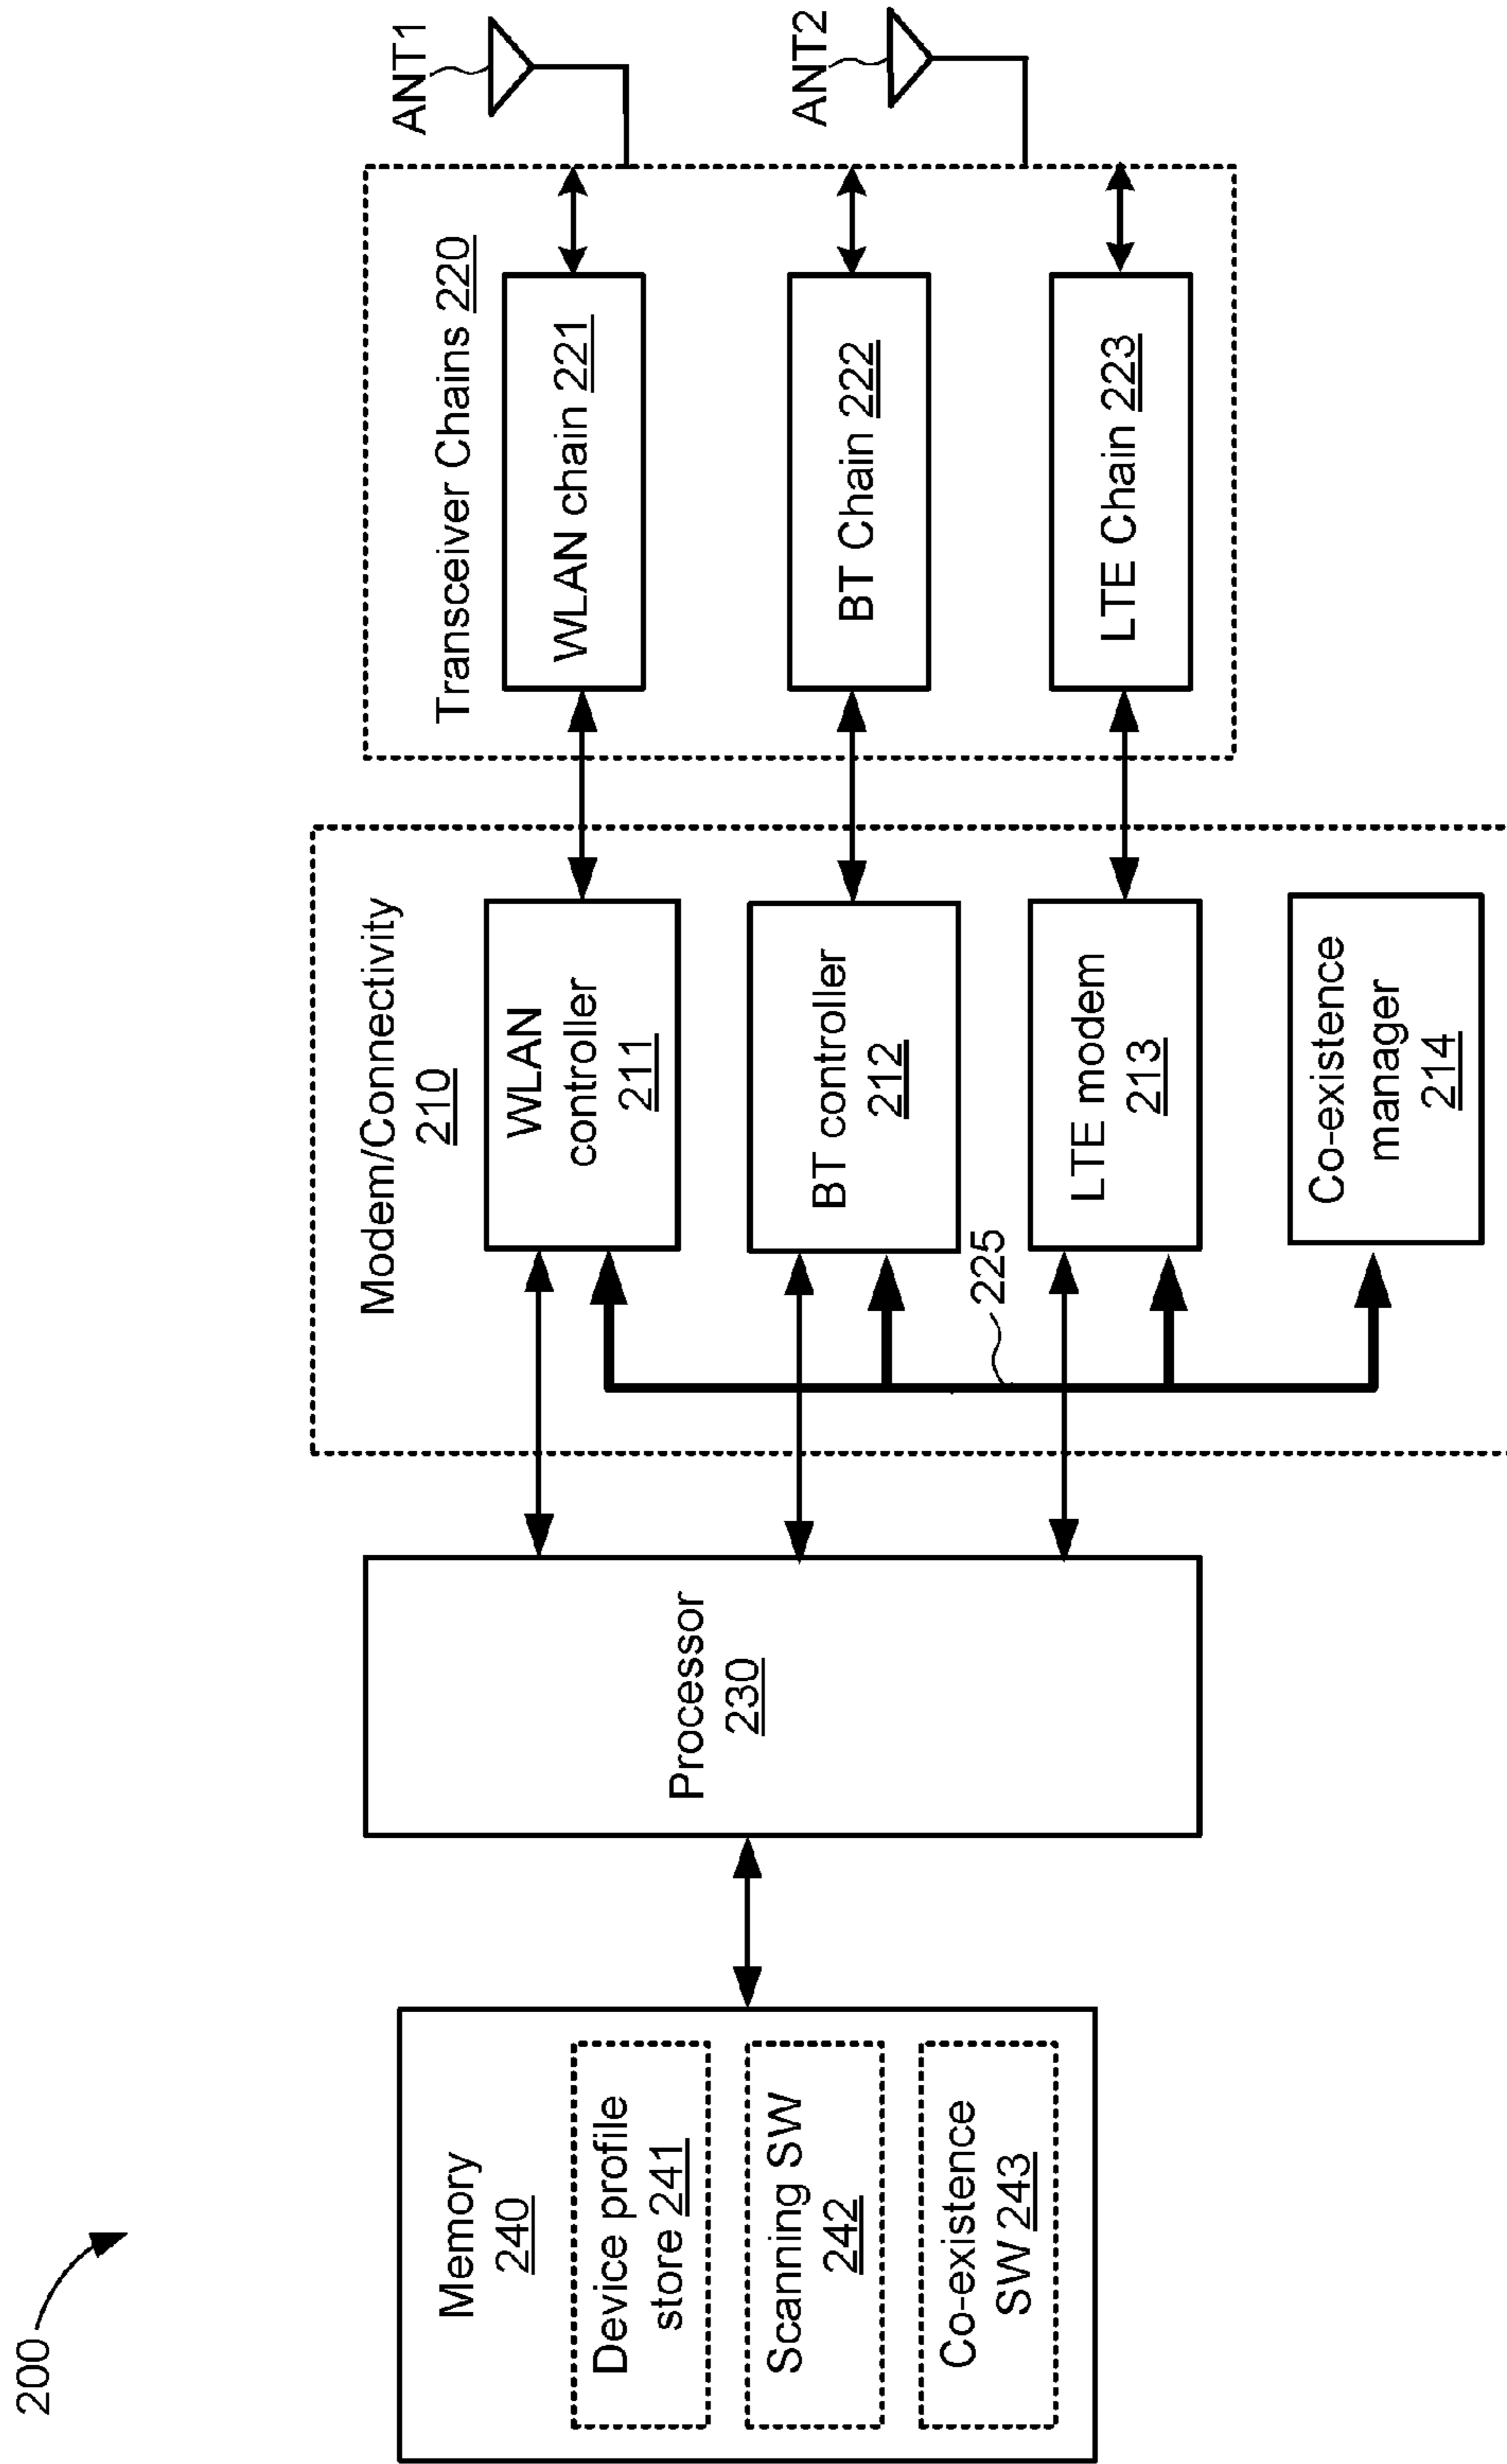 200
Memory
240
Device profile
store 241
Scanning SW
242
Co-existence
SW 243
Processor
230
Modem/Connectivity
210
WLAN
controller
211
BT controller
212
225
LTE modem
213
Co-existence
manager
214
Transceiver Chains 220
WLAN chain 221
BT Chain 222
LTE Chain 223
ANT1
ANT2